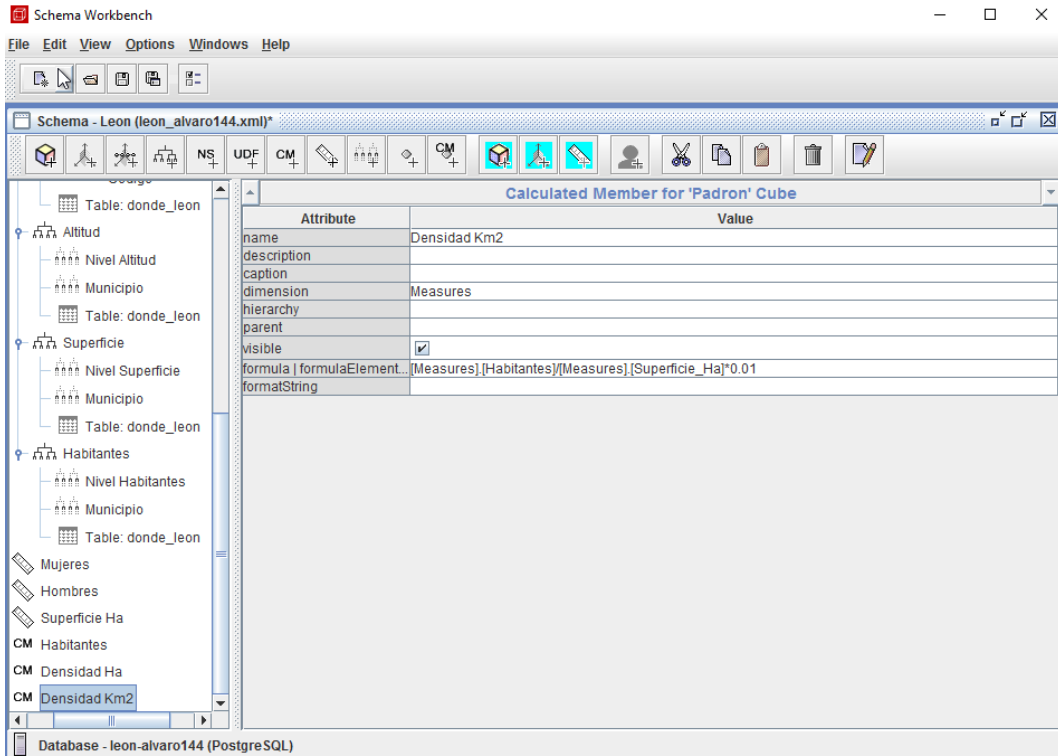 Schema Workbench
File Edit View Options Windows Help
Schema - Leon (leon_alvaro144.xml)*
NS UDF CM CM
Table: donde_leon
Altitud
Nivel Altitud
Municipio
Table: donde_leon
Superficie
Nivel Superficie
Municipio
Table: donde_leon
Habitantes
Nivel Habitantes
Municipio
Table: donde_leon
Mujeres
Hombres
Superficie Ha
CM Habitantes
CM Densidad Ha
CM Densidad Km2
Calculated Member for 'Padron' Cube
Attribute Value
name Densidad Km2
description
caption
dimension Measures
hierarchy
parent
visible
formula | formulaElement... [Measures].[Habitantes]/[Measures].[Superficie_Ha]*0.01
formatString
Database - leon-alvaro144 (PostgreSQL)